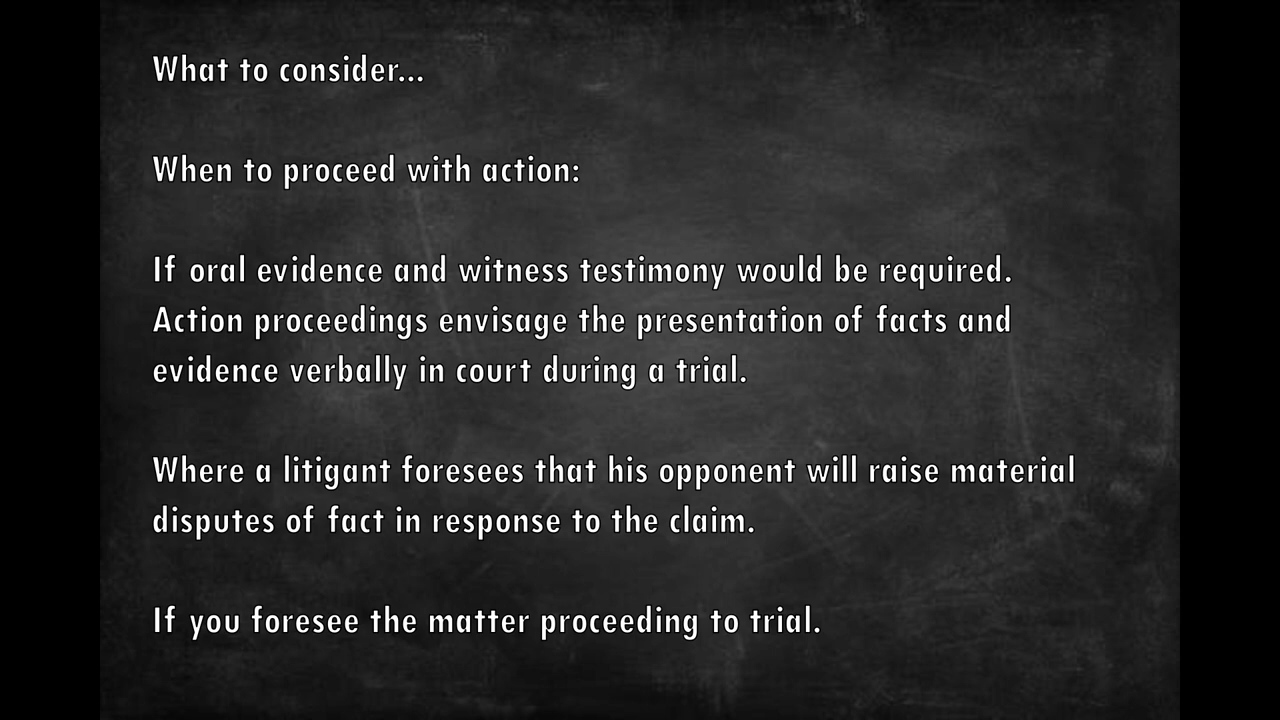 What to consider...
When to proceed with action:
If oral evidence and witness testimony would be required.
Action proceedings envisage the presentation of facts and
evidence verbally in court during a trial.
Where a litigant foresees that his opponent will raise material
disputes of fact in response to the claim.
If you foresee the matter proceeding to trial.